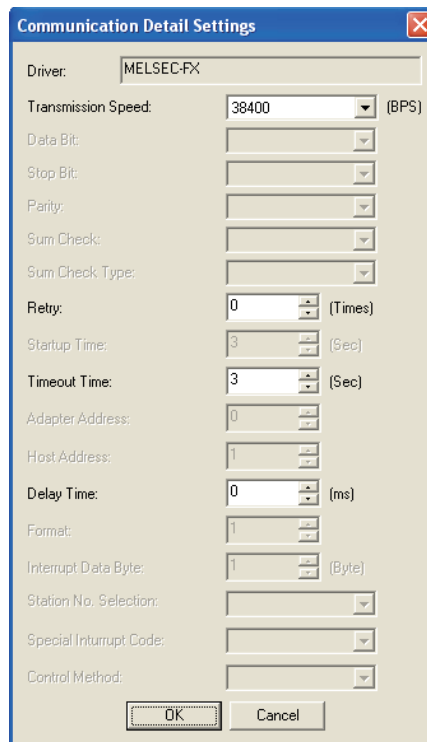 Communication Detail Settings
Driver: MELSEC-FX
Transmission Speed: 38400 (BPS)
Data Bit:
Stop Bit:
Parity:
Sum Check:
Sum Check Type:
Retry: 0 (Times)
Startup Time: 3 (Sec)
Timeout Time: 3 (Sec)
Adapter Address: 0
Host Address: 1
Delay Time: 0 (ms)
Format: 1
Interrupt Data Byte: 1 (Byte)
Station No. Selection:
Special Inturrupt Code:
Control Method:
OK Cancel